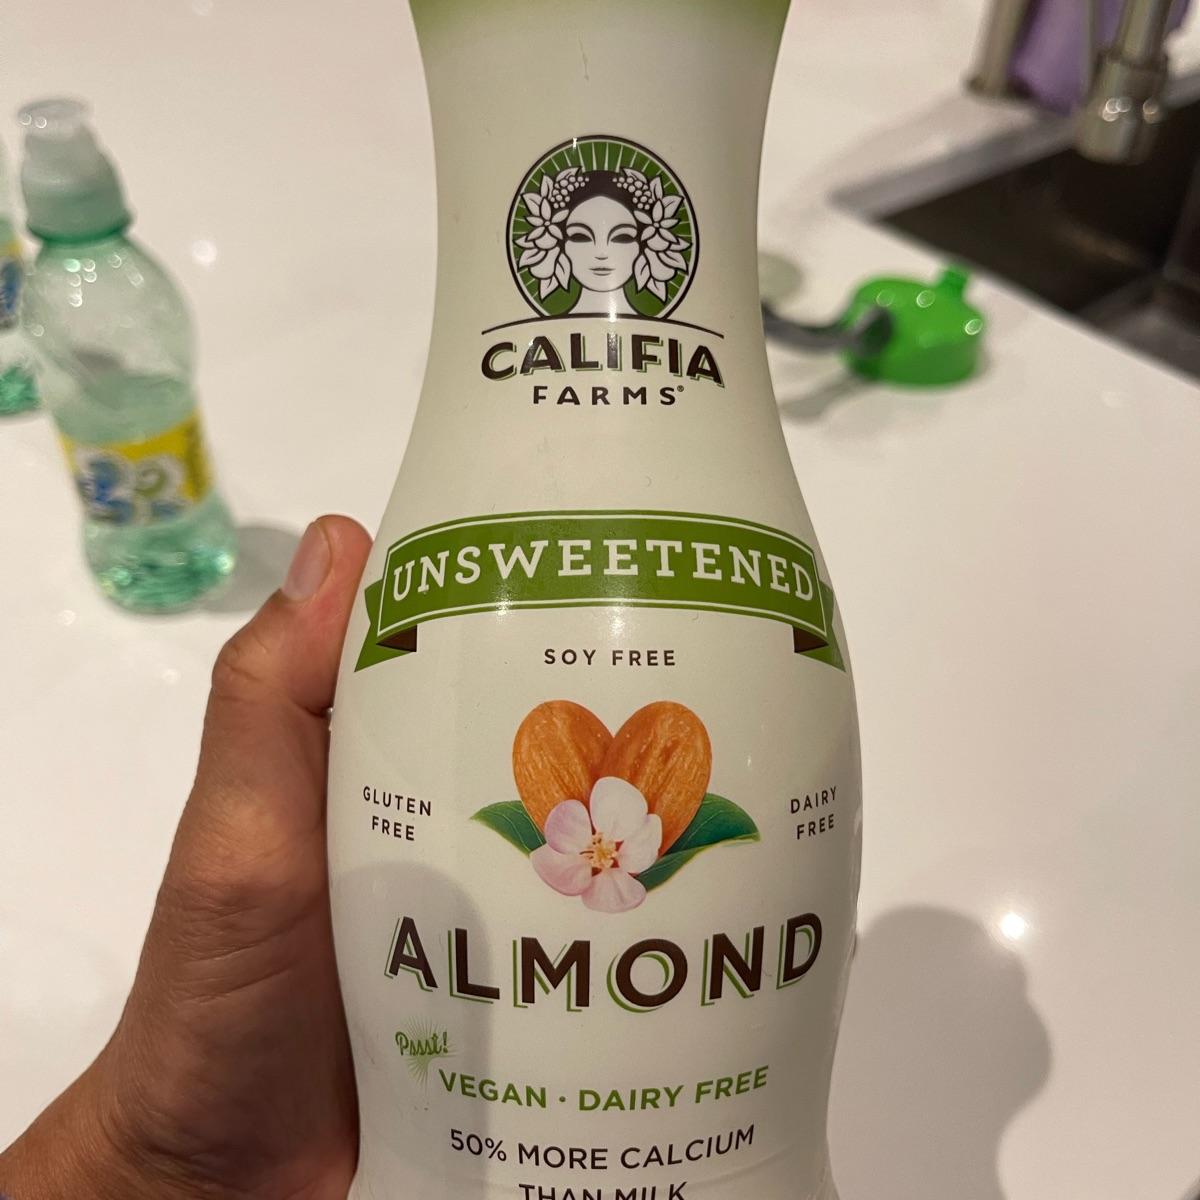 CALIFIA
FARMS®
UNSWEETENED
SOY FREE
GLUTEN
FREE
DAIRY
FREE
ALMOND
Pssst!
VEGAN · DAIRY FREE
50% MORE CALCIUM
THAN MILK